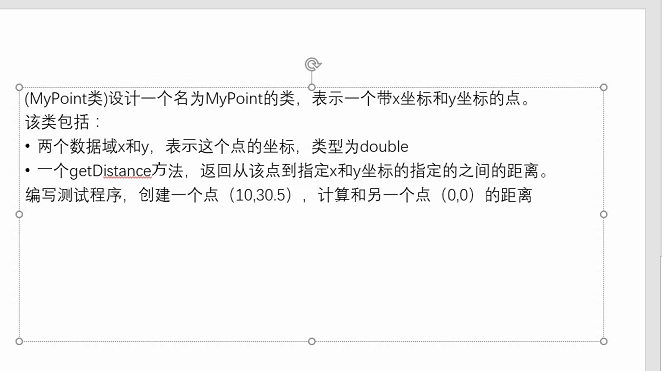 (MyPoint类)设计一个名为MyPoint的类，表示一个带x坐标和y坐标的点。
该类包括：
• 两个数据域x和y，表示这个点的坐标，类型为double
• 一个getDistance方法，返回从该点到指定x和y坐标的指定的之间的距离。
编写测试程序，创建一个点（10,30.5），计算和另一个点（0,0）的距离